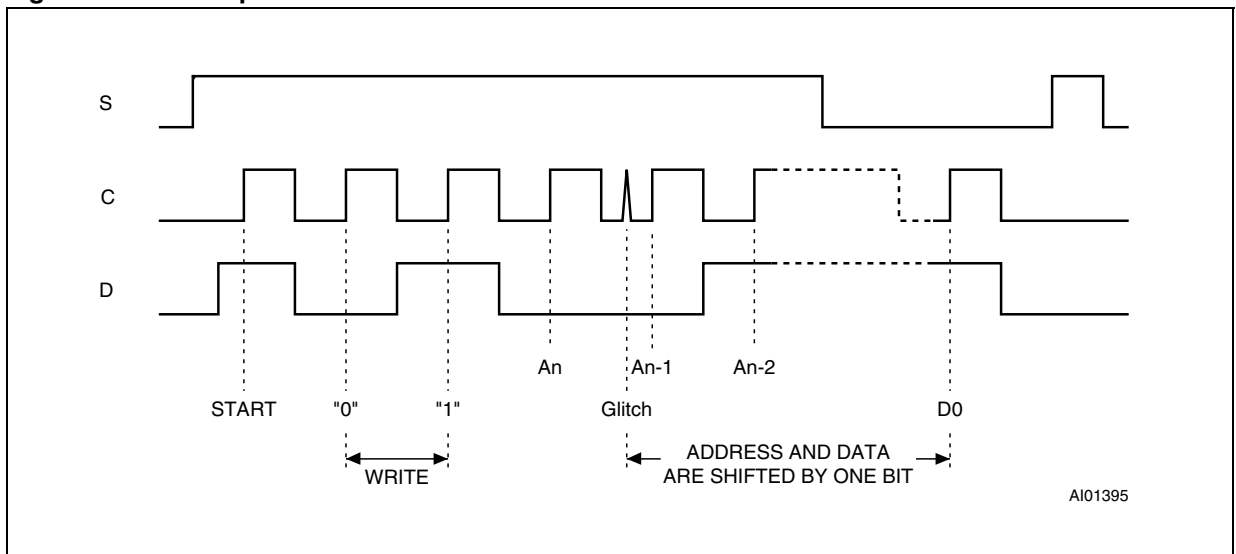 S
C
D
An
An-1
An-2
START
"0"
"1"
Glitch
D0
WRITE
ADDRESS AND DATA
ARE SHIFTED BY ONE BIT
AI01395